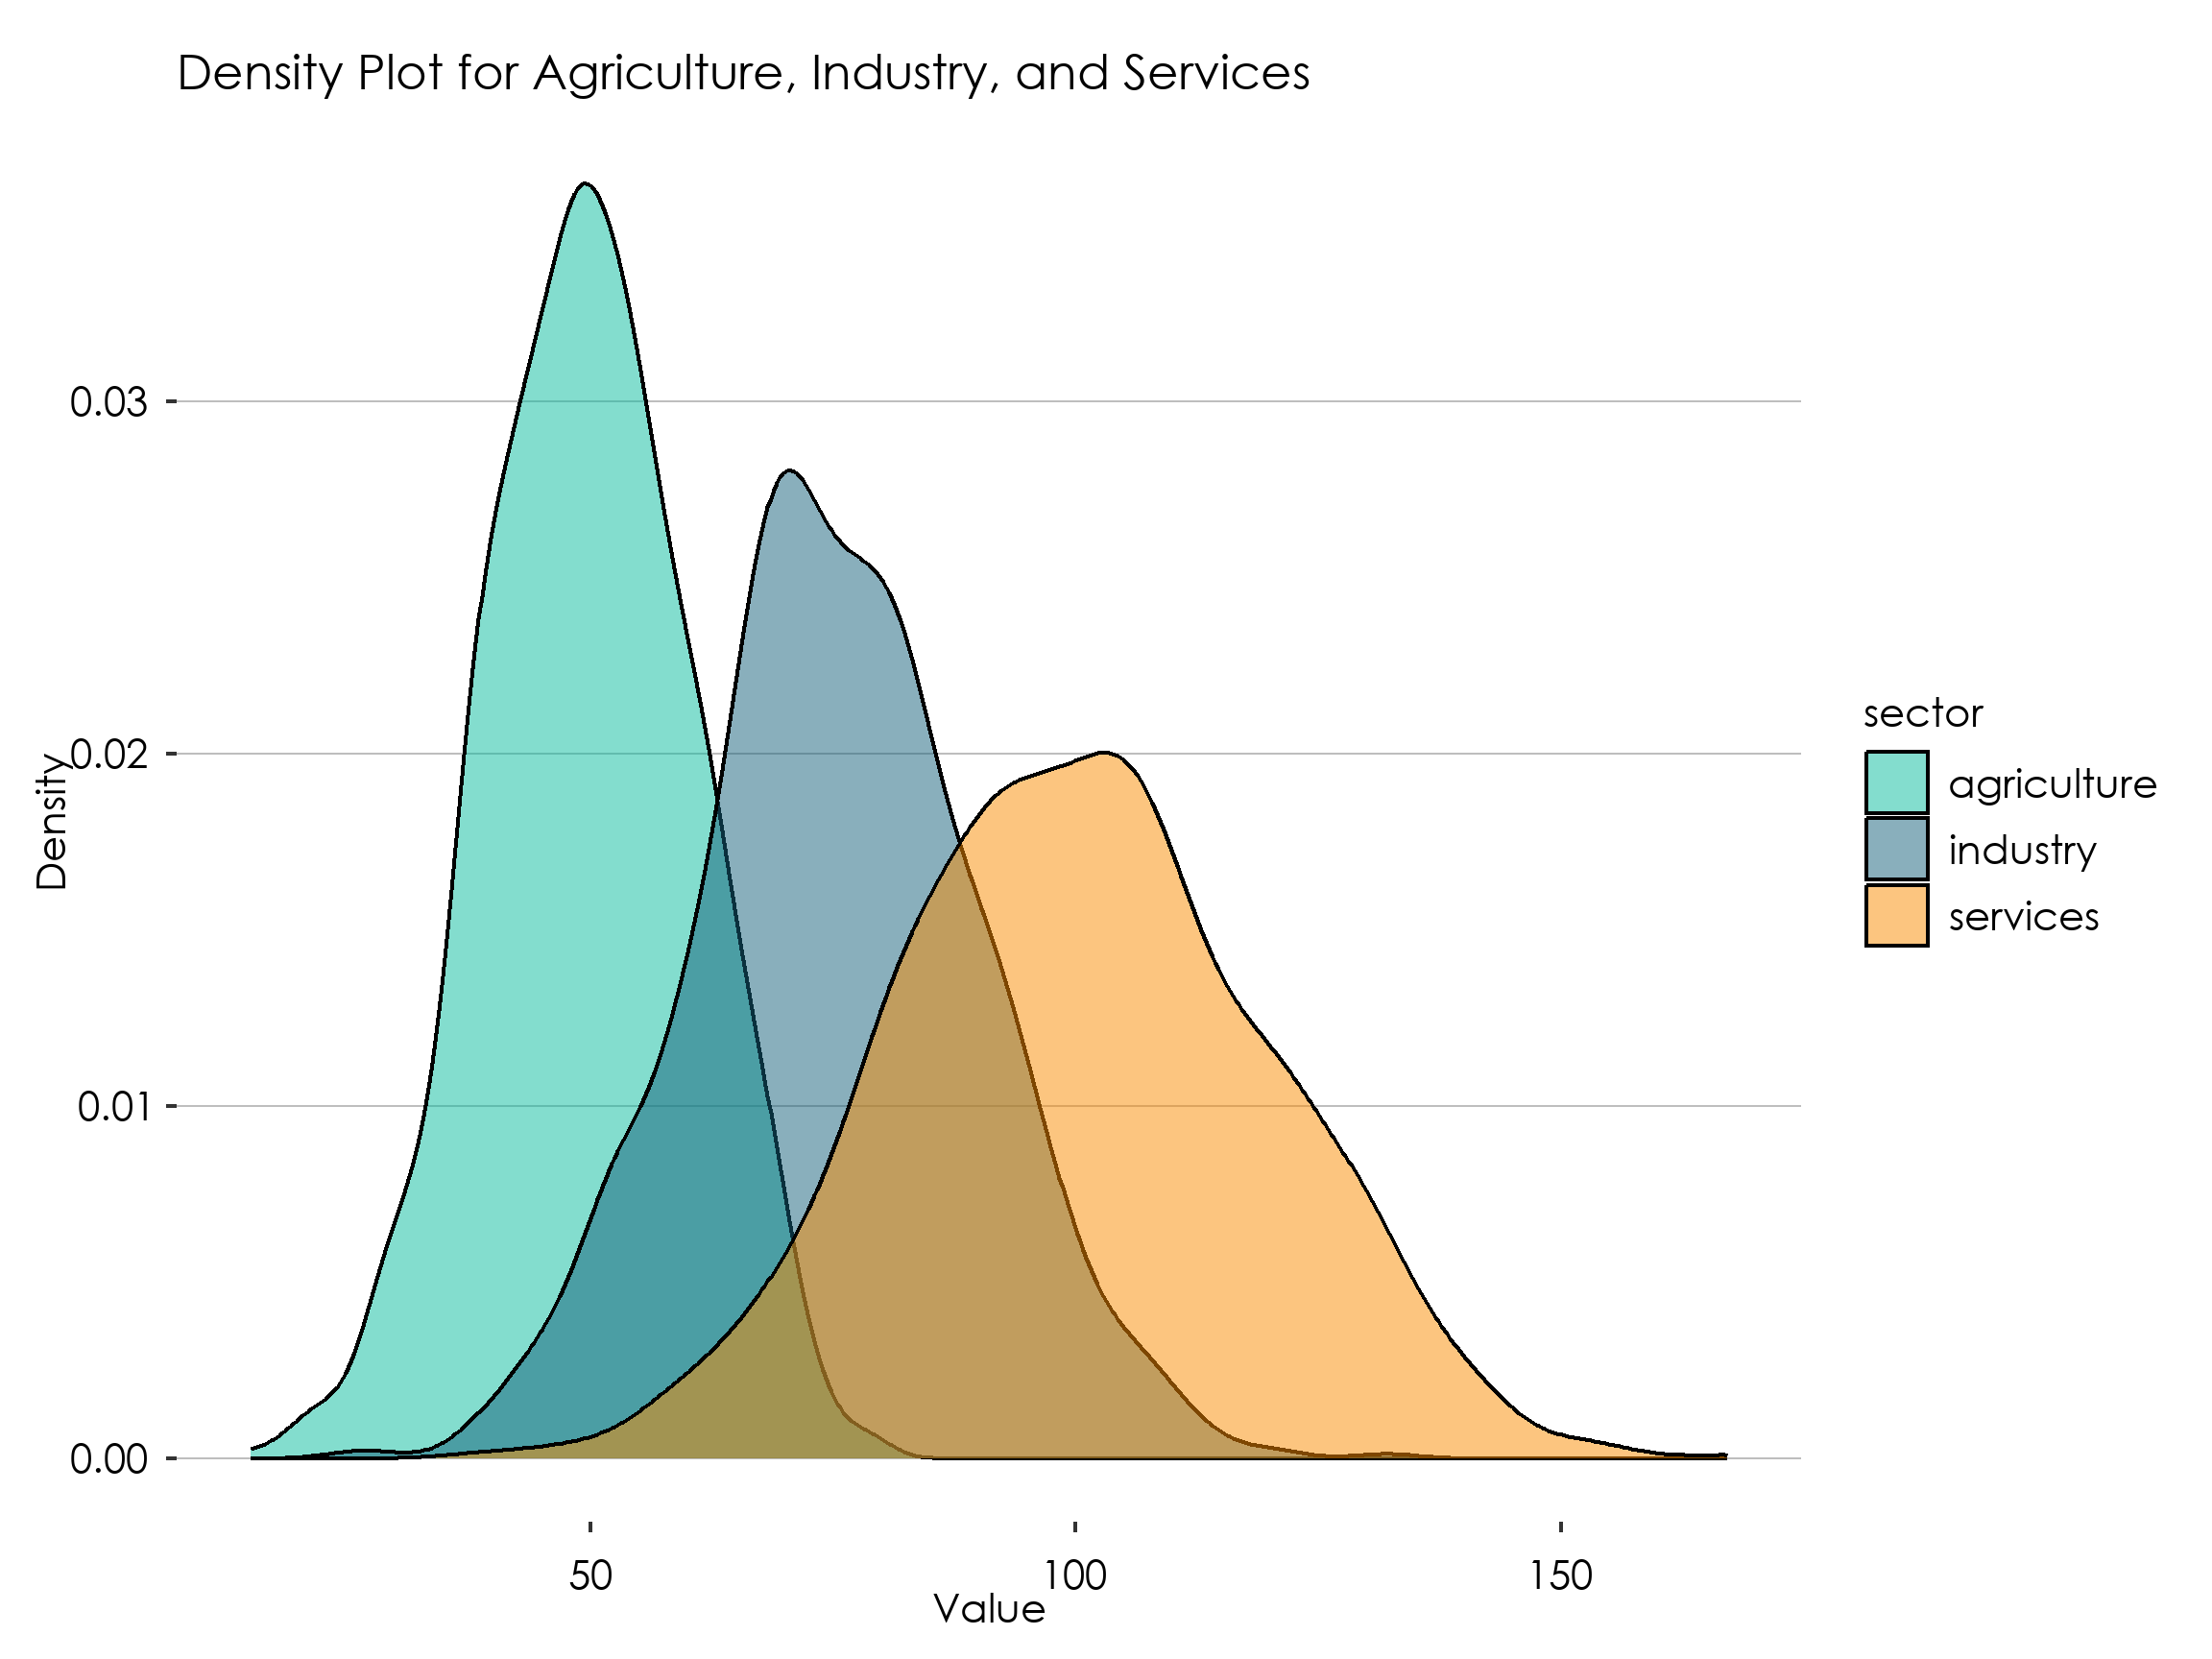 Density Plot for Agriculture, Industry, and Services
0.03
0.02
0.01
0.00
Density
50
100
150
Value
sector
agriculture
industry
services